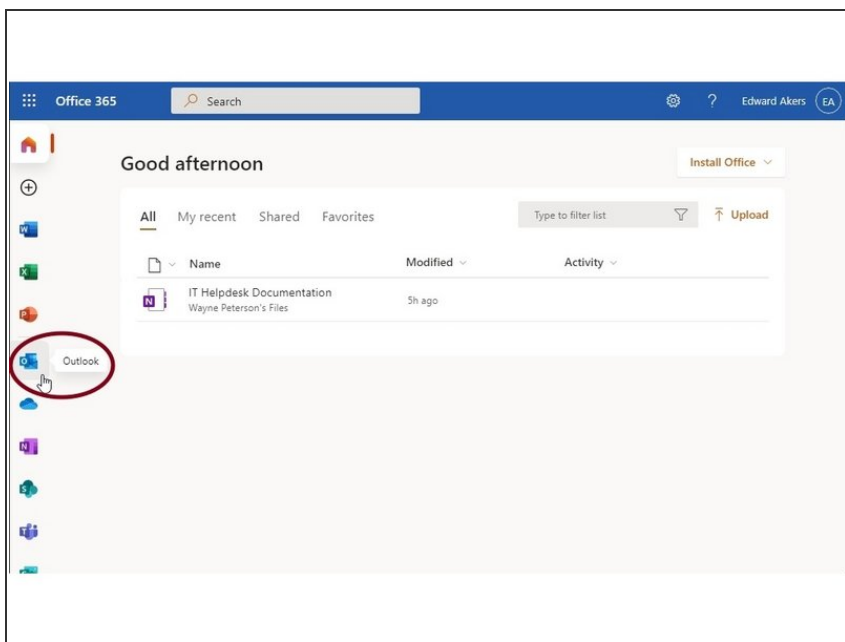 Office 365
Search
?
Edward Akers
EA
Good afternoon
Install Office
All My recent Shared Favorites
Type to filter list
Upload
Name Modified Activity
N
IT Helpdesk Documentation
Wayne Peterson's Files
5h ago
W
X
P
O
Outlook
N
S
T